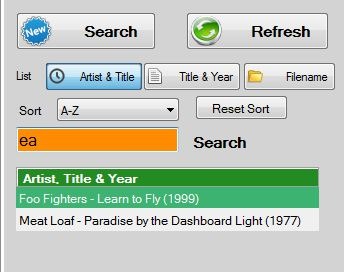 New Search Refresh
List Artist & Title Title & Year Filename
Sort A-Z Reset Sort
ea Search
Artist, Title & Year
Foo Fighters - Learn to Fly (1999)
Meat Loaf - Paradise by the Dashboard Light (1977)